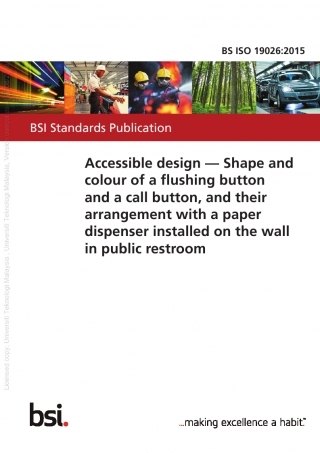 BS ISO 19026:2015
BSI Standards Publication
Accessible design — Shape and
colour of a flushing button
and a call button, and their
arrangement with a paper
dispenser installed on the wall
in public restroom
Licensed copy: Universiti Teknologi Malaysia, Universiti Teknologi Malaysia,
bsi.
...making excellence a habit.™